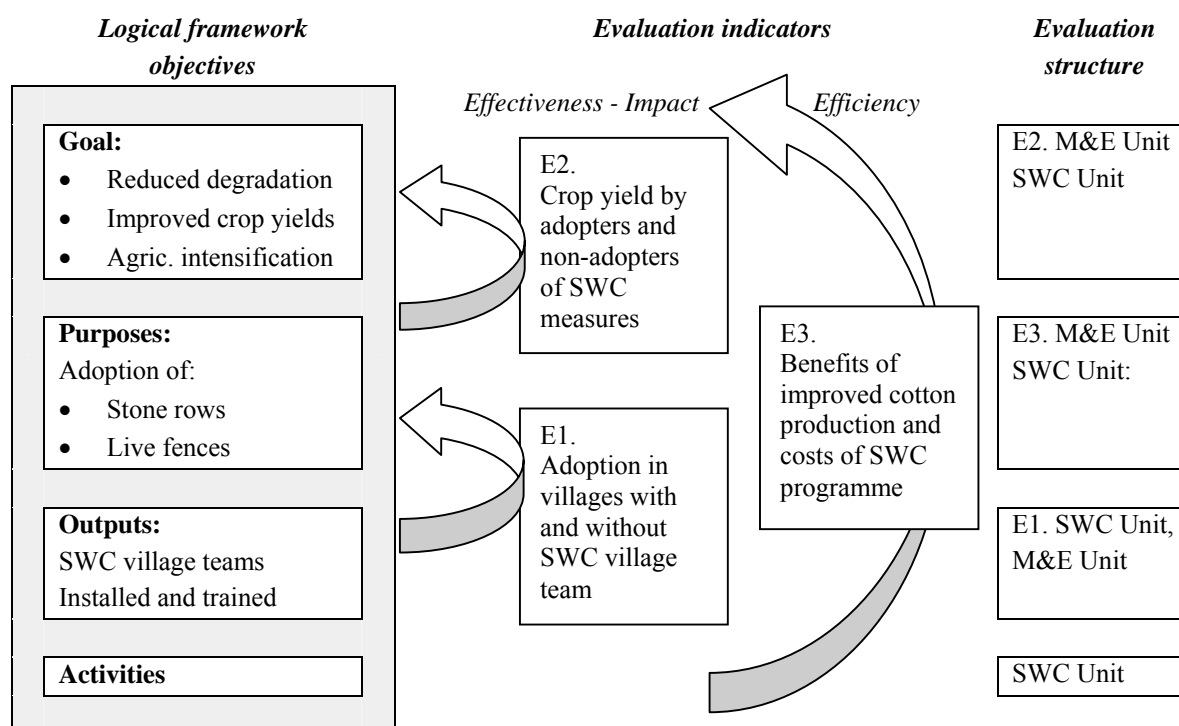 Logical framework
objectives
Evaluation indicators
Evaluation
structure
Effectiveness - Impact
Efficiency
Goal:
• Reduced degradation
• Improved crop yields
• Agric. intensification
Purposes:
Adoption of:
• Stone rows
• Live fences
Outputs:
SWC village teams
Installed and trained
Activities
E2.
Crop yield by
adopters and
non-adopters
of SWC
measures
E1.
Adoption in
villages with
and without
SWC village
team
E3.
Benefits of
improved cotton
production and
costs of SWC
programme
E2. M&E Unit
SWC Unit
E3. M&E Unit
SWC Unit:
E1. SWC Unit,
M&E Unit
SWC Unit